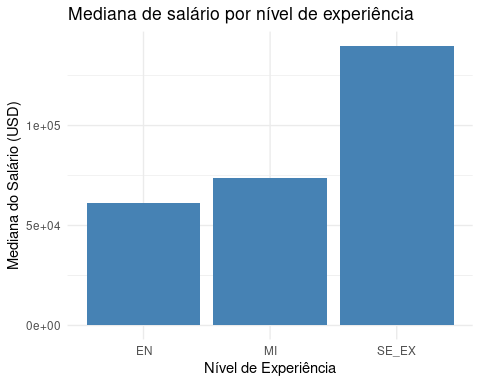 Mediana de salário por nível de experiência
Mediana do Salário (USD)
1e+05
5e+04
0e+00
EN MI SE_EX
Nível de Experiência